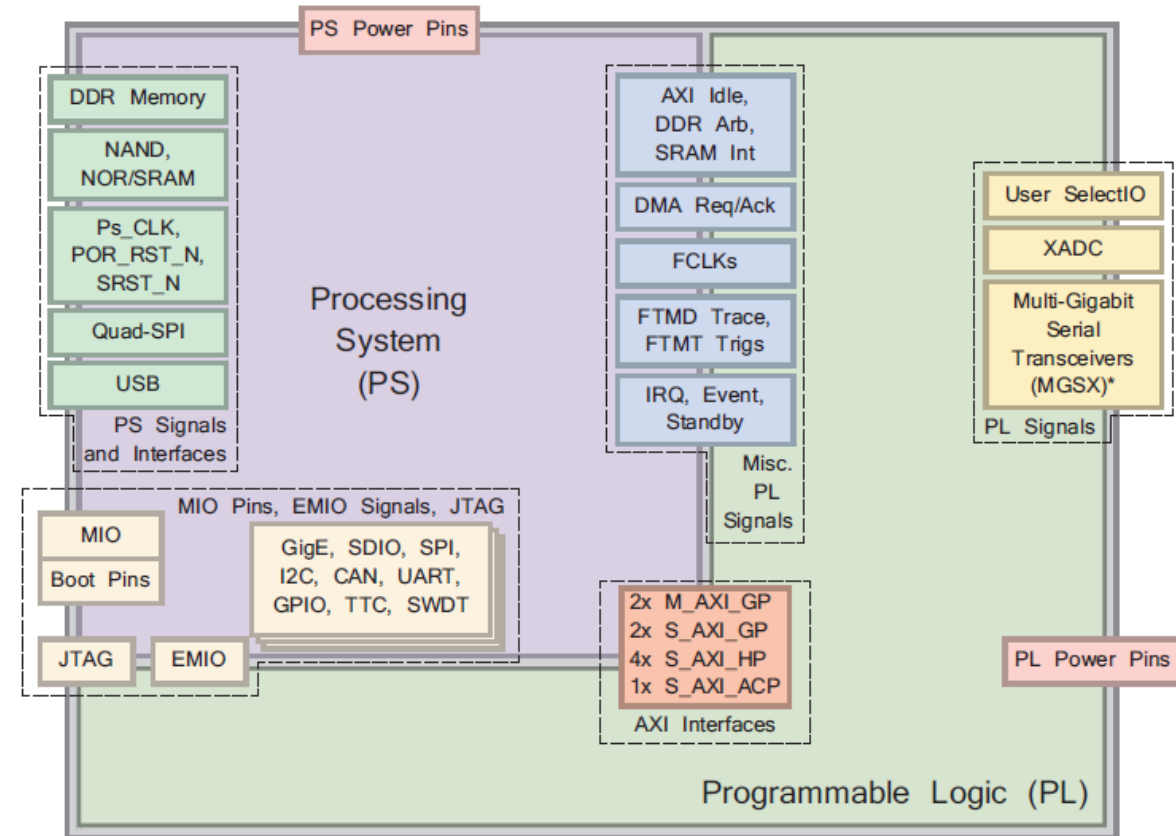 PS Power Pins
DDR Memory
NAND,
NOR/SRAM
Ps_CLK,
POR_RST_N,
SRST_N
Quad-SPI
USB
PS Signals
and Interfaces
Processing
System
(PS)
AXI Idle,
DDR Arb,
SRAM Int
DMA Req/Ack
FCLKs
FTMD Trace,
FTMT Trigs
IRQ, Event,
Standby
Misc.
PL
Signals
User SelectIO
XADC
Multi-Gigabit
Serial
Transceivers
(MGSX)*
PL Signals
MIO Pins, EMIO Signals, JTAG
MIO
Boot Pins
GigE, SDIO, SPI,
I2C, CAN, UART,
GPIO, TTC, SWDT
JTAG
EMIO
2x M_AXI_GP
2x S_AXI_GP
4x S_AXI_HP
1x S_AXI_ACP
AXI Interfaces
PL Power Pins
Programmable Logic (PL)